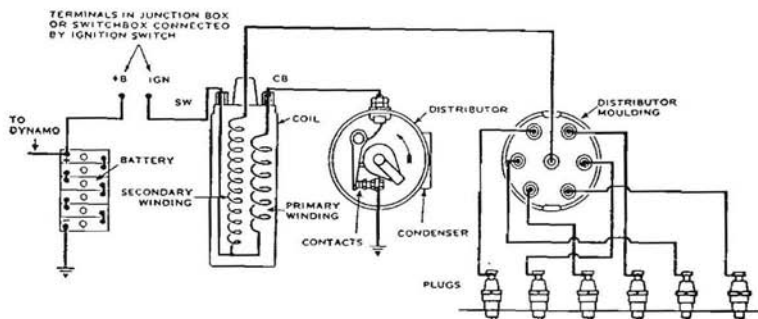 TERMINALS IN JUNCTION BOX
OR SWITCHBOX CONNECTED
BY IGNITION SWITCH
+B IGN
SW
CB
TO
DYNAMO
+
BATTERY
−
COIL
SECONDARY
WINDING
PRIMARY
WINDING
DISTRIBUTOR
CONTACTS
CONDENSER
DISTRIBUTOR
MOULDING
PLUGS